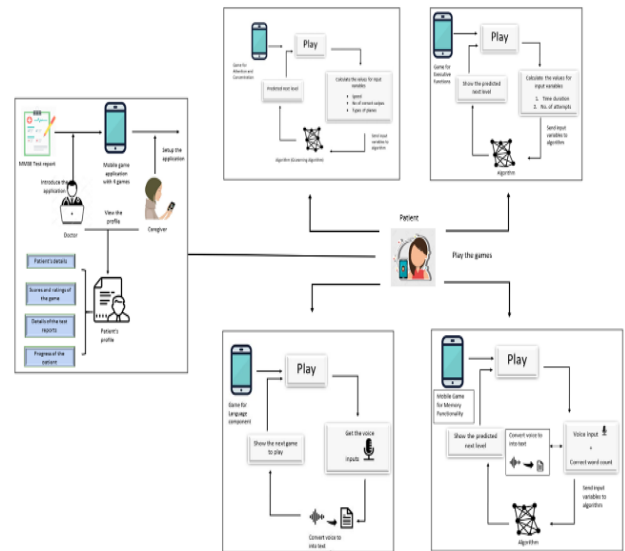 MMSE Test report
Mobile game
application
with 4 games
Setup the
application
Introduce the
application
View the
profile
Doctor
Caregiver
Patient's details
Scores and ratings of
the game
Details of the test
reports
Progress of the
patient
Patient's
profile
Game for
Attention and
Concentration
Play
Predicted next level
Calculate the values for input
variables
• Speed
• No of correct outputs
• Types of planes
Send input
variables to
algorithm
Game for
Executive
Functions
Play
Show the predicted
next level
Calculate the values for
input variables
1. Time duration
2. No. of attempts
Send input
variables to
algorithm
Algorithm
Patient
Play the games
Game for
Language
component
Play
Show the next game
to play
Get the voice
inputs
Convert voice to
into text
Mobile Game
for Memory
Functionality
Play
Show the predicted
next level
Convert voice to
into text
Voice input
+
Correct word count
Send input
variables to
algorithm
Algorithm